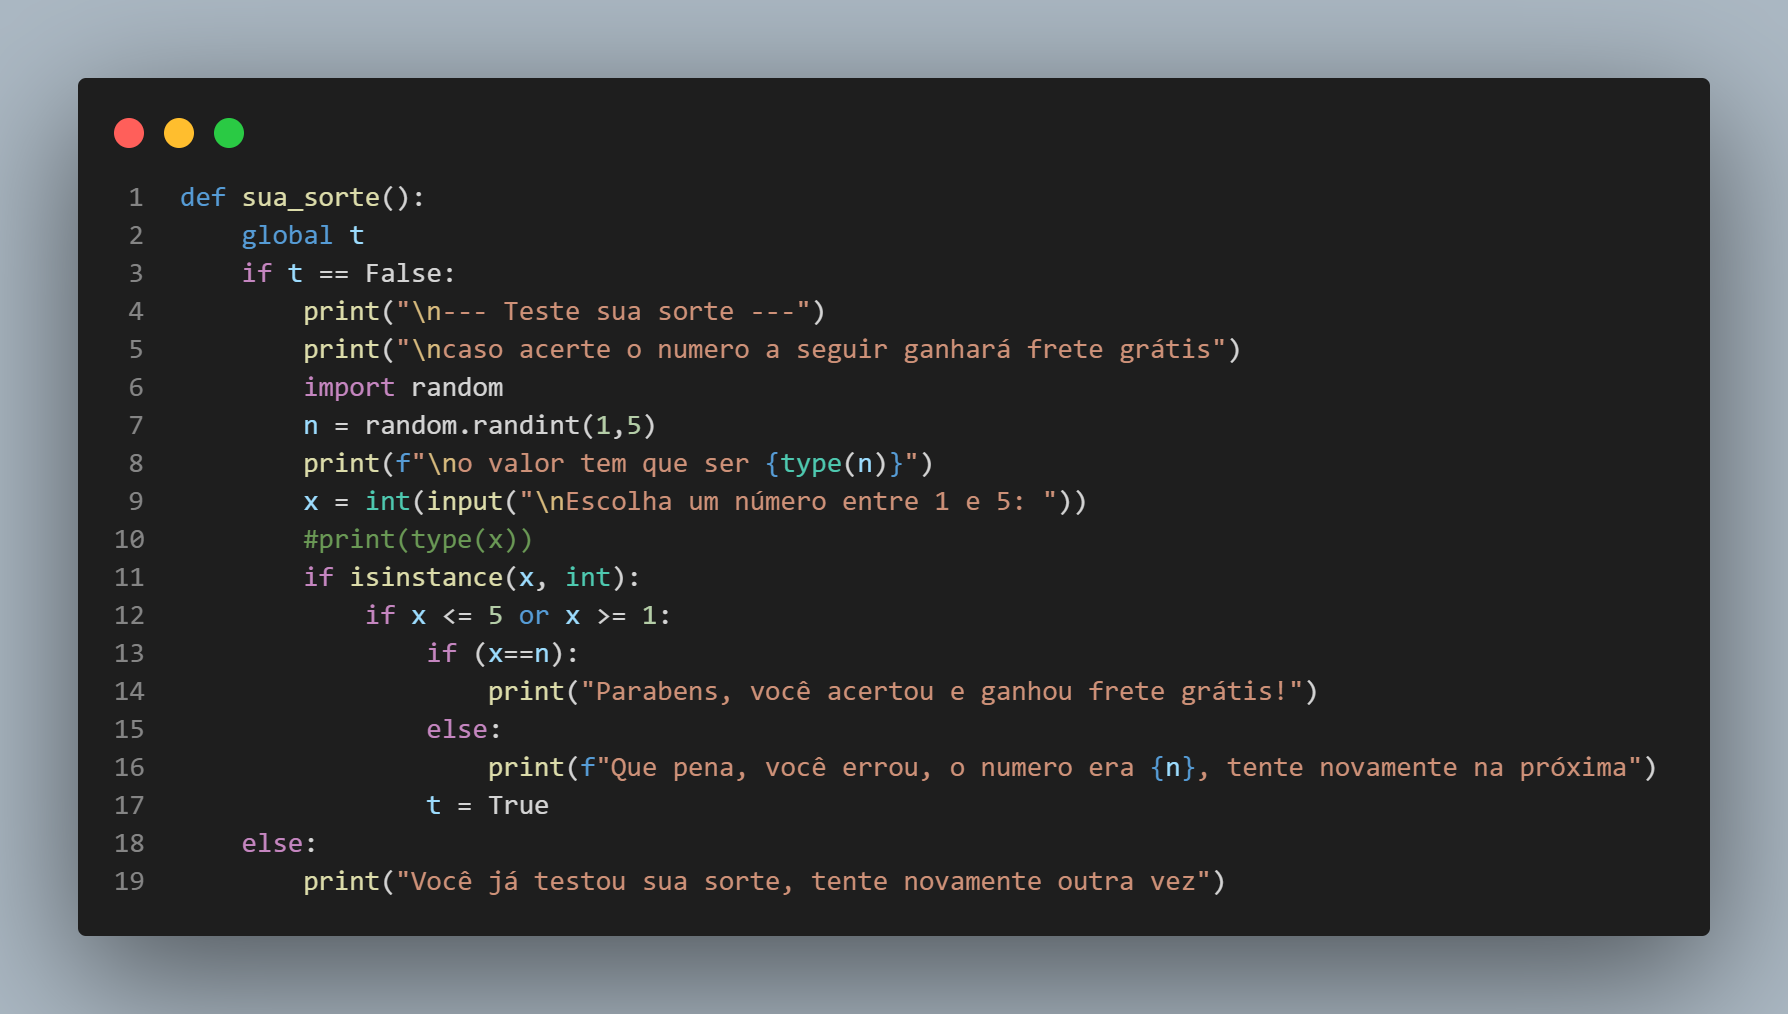 1 def sua_sorte():
2     global t
3     if t == False:
4         print("\n--- Teste sua sorte ---")
5         print("\ncaso acerte o numero a seguir ganhará frete grátis")
6         import random
7         n = random.randint(1,5)
8         print(f"\no valor tem que ser {type(n)}")
9         x = int(input("\nEscolha um número entre 1 e 5: "))
10         #print(type(x))
11         if isinstance(x, int):
12             if x <= 5 or x >= 1:
13                 if (x==n):
14                     print("Parabens, você acertou e ganhou frete grátis!")
15                 else:
16                     print(f"Que pena, você errou, o numero era {n}, tente novamente na próxima")
17                 t = True
18     else:
19         print("Você já testou sua sorte, tente novamente outra vez")